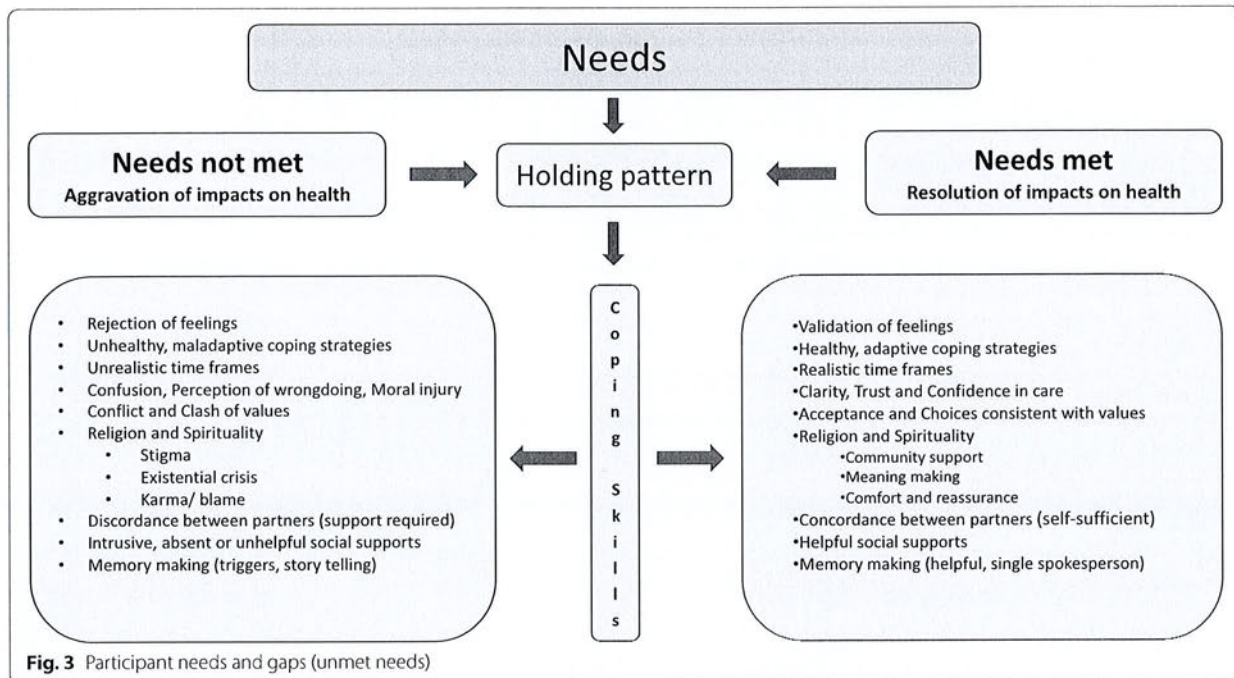 Needs
Needs not met
Aggravation of impacts on health
Holding pattern
Needs met
Resolution of impacts on health
• Rejection of feelings
• Unhealthy, maladaptive coping strategies
• Unrealistic time frames
• Confusion, Perception of wrongdoing, Moral injury
• Conflict and Clash of values
• Religion and Spirituality
• Stigma
• Existential crisis
• Karma/ blame
• Discordance between partners (support required)
• Intrusive, absent or unhelpful social supports
• Memory making (triggers, story telling)
Coping Skills
•Validation of feelings
•Healthy, adaptive coping strategies
•Realistic time frames
•Clarity, Trust and Confidence in care
•Acceptance and Choices consistent with values
•Religion and Spirituality
•Community support
•Meaning making
•Comfort and reassurance
•Concordance between partners (self-sufficient)
•Helpful social supports
•Memory making (helpful, single spokesperson)
Fig. 3 Participant needs and gaps (unmet needs)